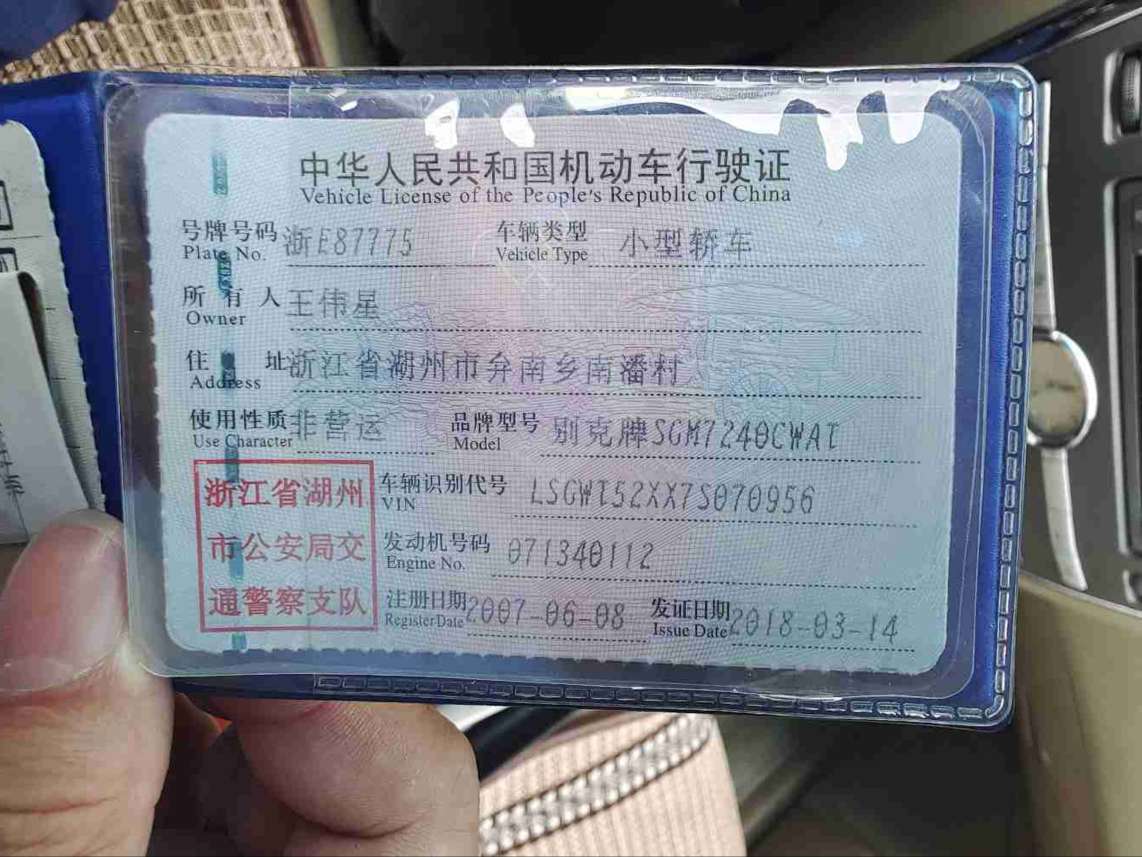 中华人民共和国机动车行驶证
Vehicle License of the People's Republic of China
号牌号码 浙E87775 车辆类型 小型轿车
Plate No. Vehicle Type
所有人 王伟星
Owner
住址 浙江省湖州市弁南乡南潘村
Address
使用性质 非营运 品牌型号 别克牌SGM7240CWAT
Use Character Model
浙江省湖州 车辆识别代号 LSGWT52XX7S070956
VIN
市公安局交 发动机号码 071340112
Engine No.
通警察支队 注册日期 2007-06-08 发证日期 2018-03-14
Register Date Issue Date